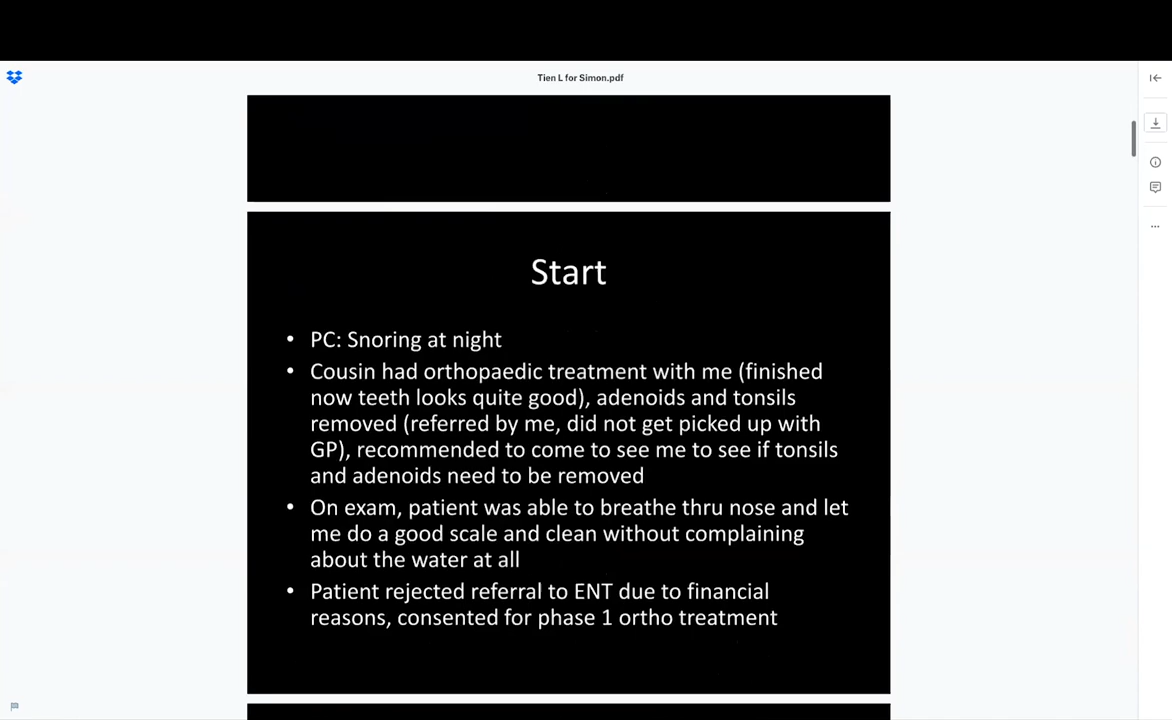 Tien L for Simon.pdf
Start
• PC: Snoring at night
• Cousin had orthopaedic treatment with me (finished
now teeth looks quite good), adenoids and tonsils
removed (referred by me, did not get picked up with
GP), recommended to come to see me to see if tonsils
and adenoids need to be removed
• On exam, patient was able to breathe thru nose and let
me do a good scale and clean without complaining
about the water at all
• Patient rejected referral to ENT due to financial
reasons, consented for phase 1 ortho treatment